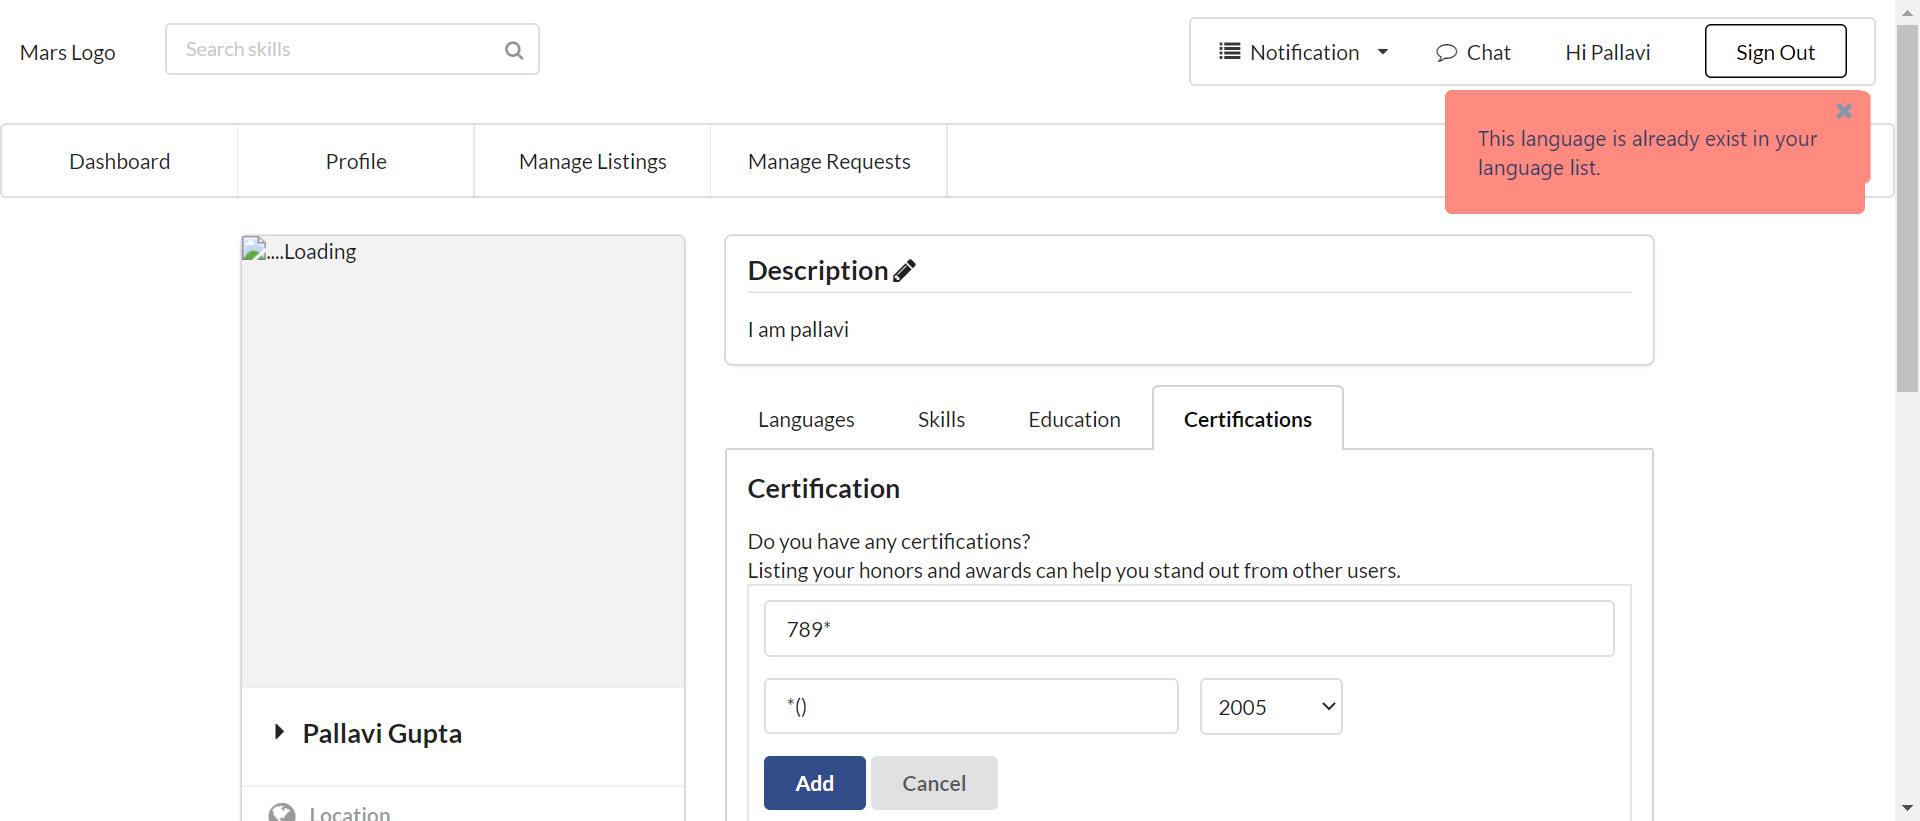 Mars Logo
Search skills
Notification
Chat
Hi Pallavi
Sign Out
This language is already exist in your
language list.
Dashboard
Profile
Manage Listings
Manage Requests
....Loading
Pallavi Gupta
Location
Description
I am pallavi
Languages
Skills
Education
Certifications
Certification
Do you have any certifications?
Listing your honors and awards can help you stand out from other users.
789*
*()
2005
Add
Cancel